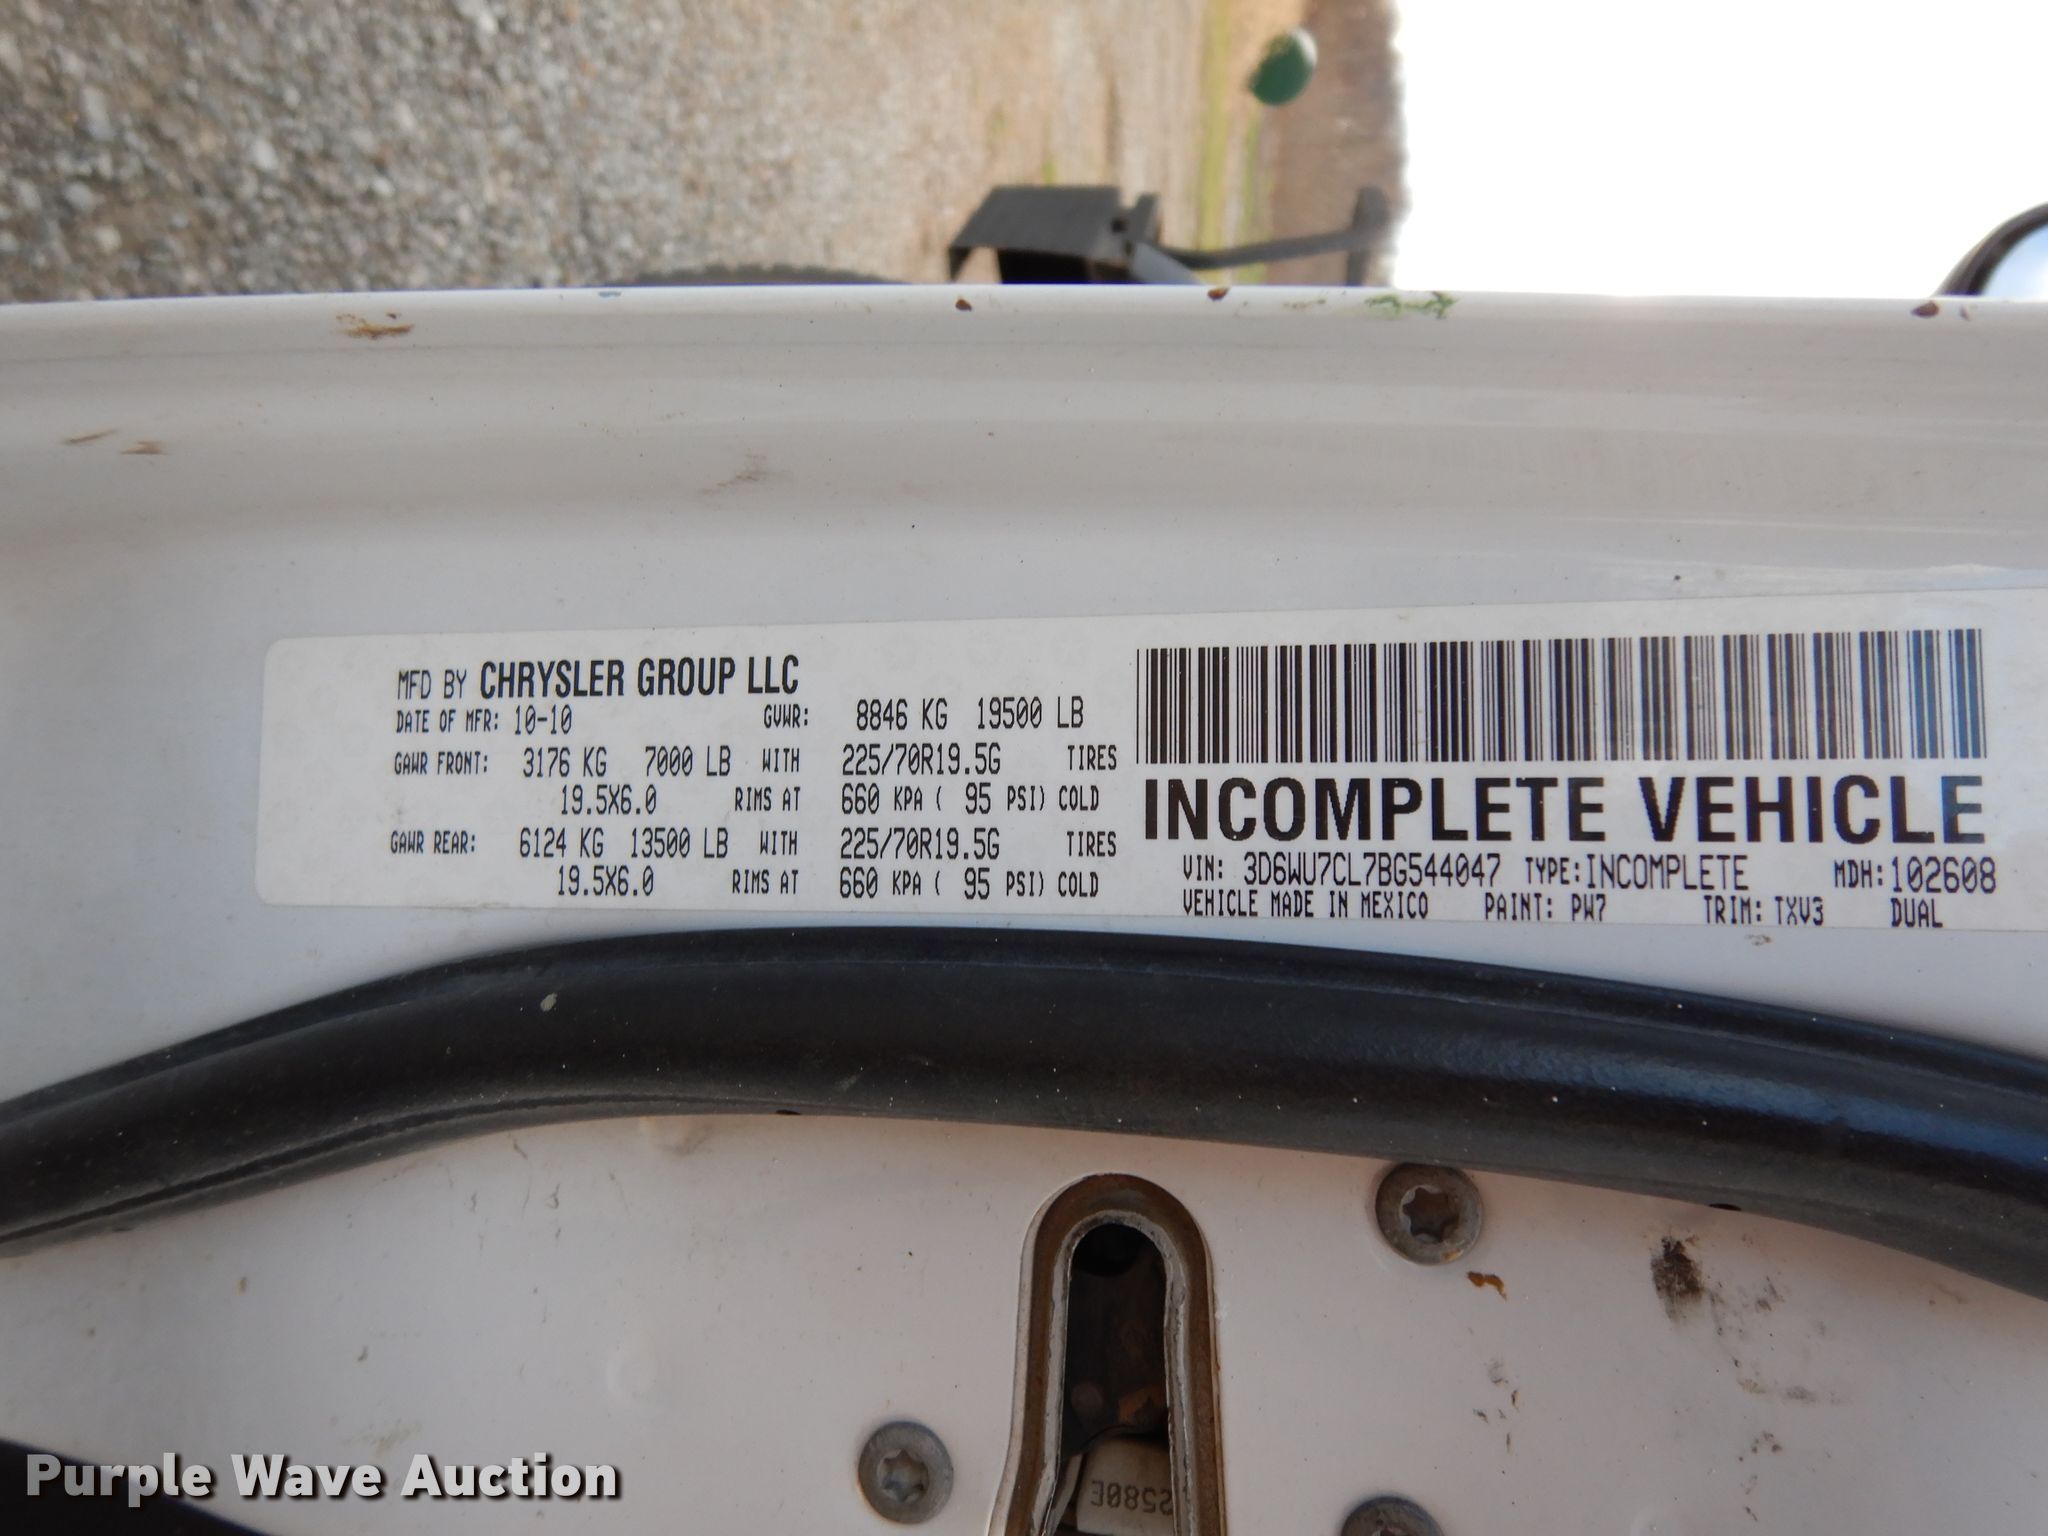 MFD BY CHRYSLER GROUP LLC
DATE OF MFR: 10-10 GVWR: 8846 KG 19500 LB
GAWR FRONT: 3176 KG 7000 LB WITH 225/70R19.5G TIRES
19.5X6.0 RIMS AT 660 KPA ( 95 PSI) COLD
GAWR REAR: 6124 KG 13500 LB WITH 225/70R19.5G TIRES
19.5X6.0 RIMS AT 660 KPA ( 95 PSI) COLD
INCOMPLETE VEHICLE
VIN: 3D6WU7CL7BG544047 TYPE: INCOMPLETE MDH: 102608
VEHICLE MADE IN MEXICO PAINT: PW7 TRIM: TXV3 DUAL
2580E
Purple Wave Auction